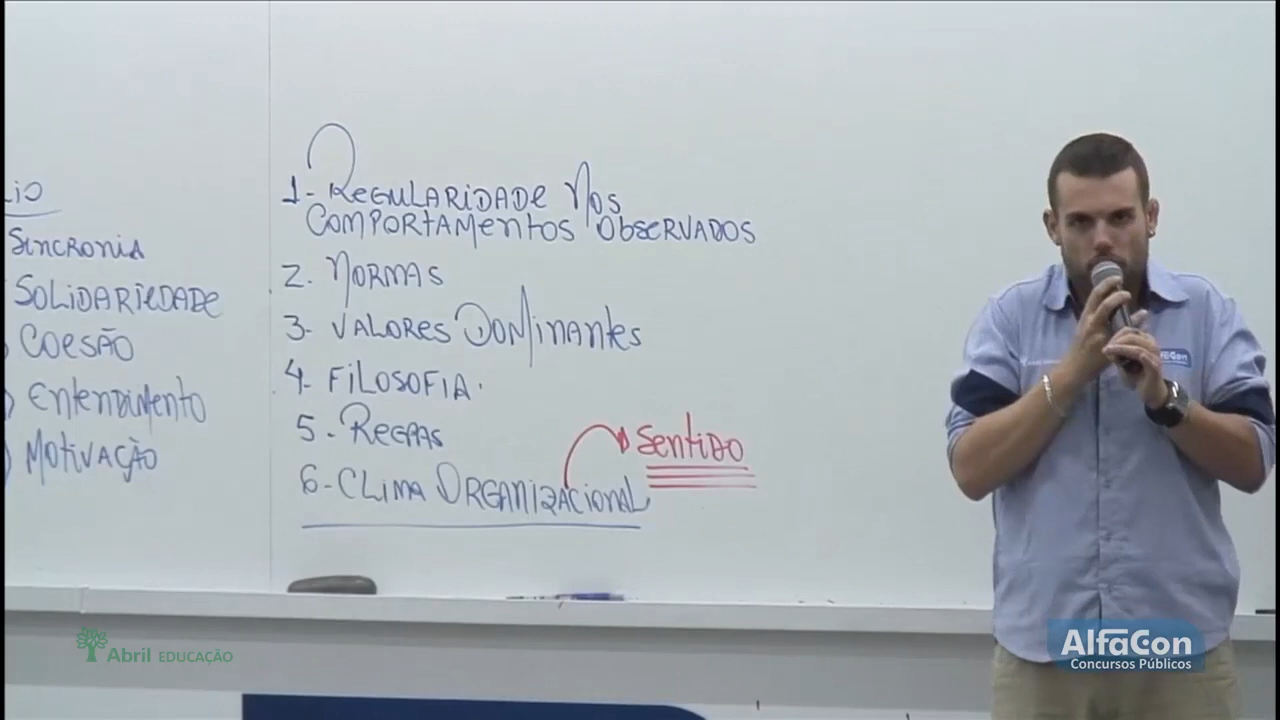 Sincronia
Solidariedade
Coesão
Entendimento
Motivação
1- Regularidade nos
comportamentos observados
2. Normas
3- Valores Dominantes
4- Filosofia.
5- Regras
6- Clima Organizacional
Sentido
AlfaCon
Abril EDUCAÇÃO
AlfaCon
Concursos Públicos